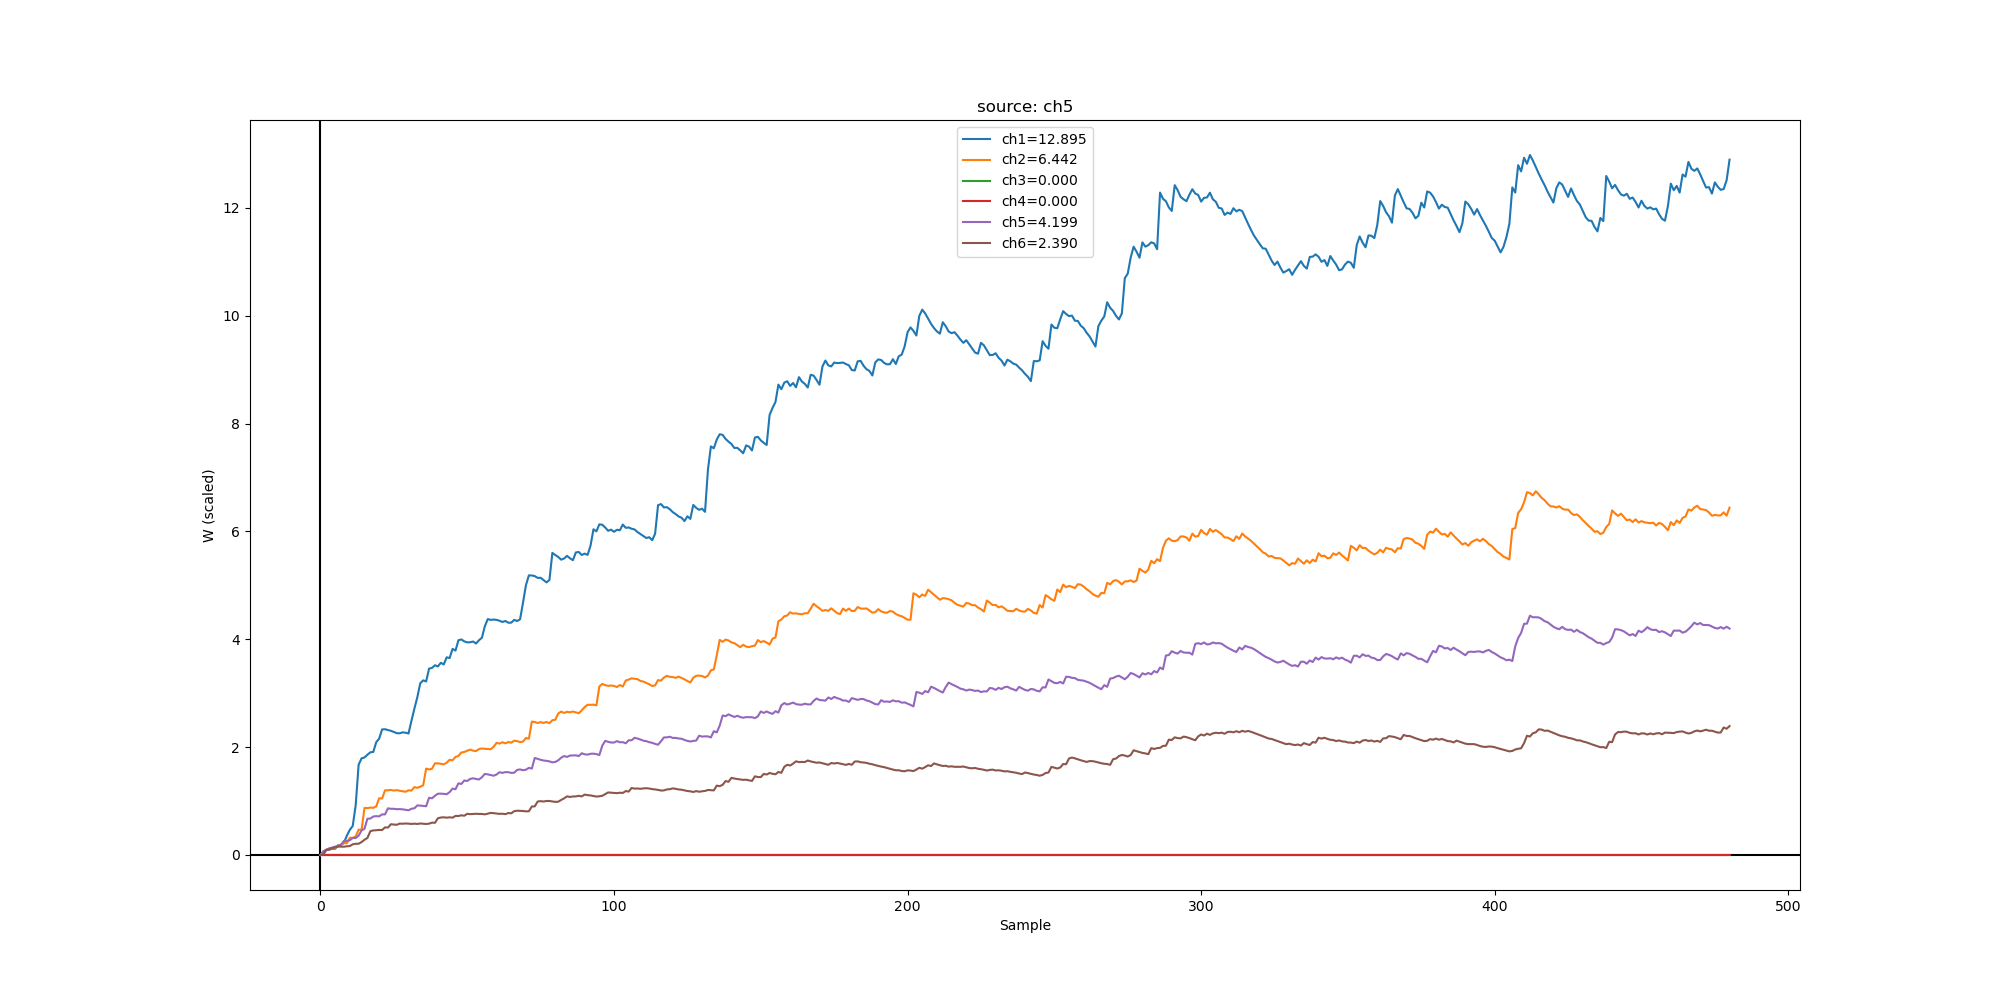 source: ch5
ch1=12.895
ch2=6.442
ch3=0.000
ch4=0.000
ch5=4.199
ch6=2.390
W (scaled)
12
10
8
6
4
2
0
0 100 200 300 400 500
Sample